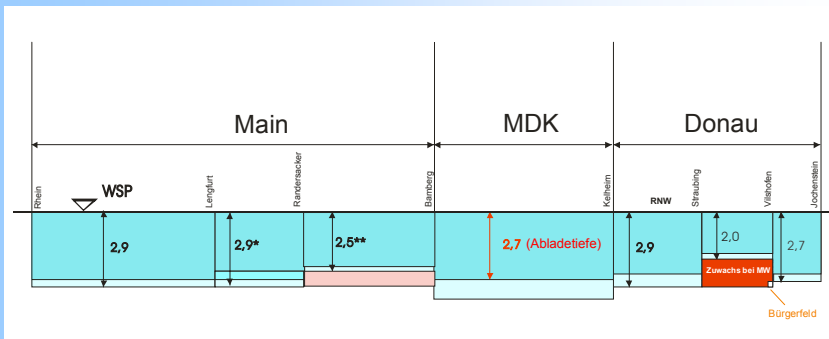 Main
MDK
Donau
Rhein
WSP
Lengfurt
Randersacker
Bamberg
Kelheim
RNW
Straubing
Vilshofen
Jochenstein
2,9
2,9*
2,5**
2,7 (Abladetiefe)
2,9
2,0
2,7
Zuwachs bei MW
Bürgerfeld